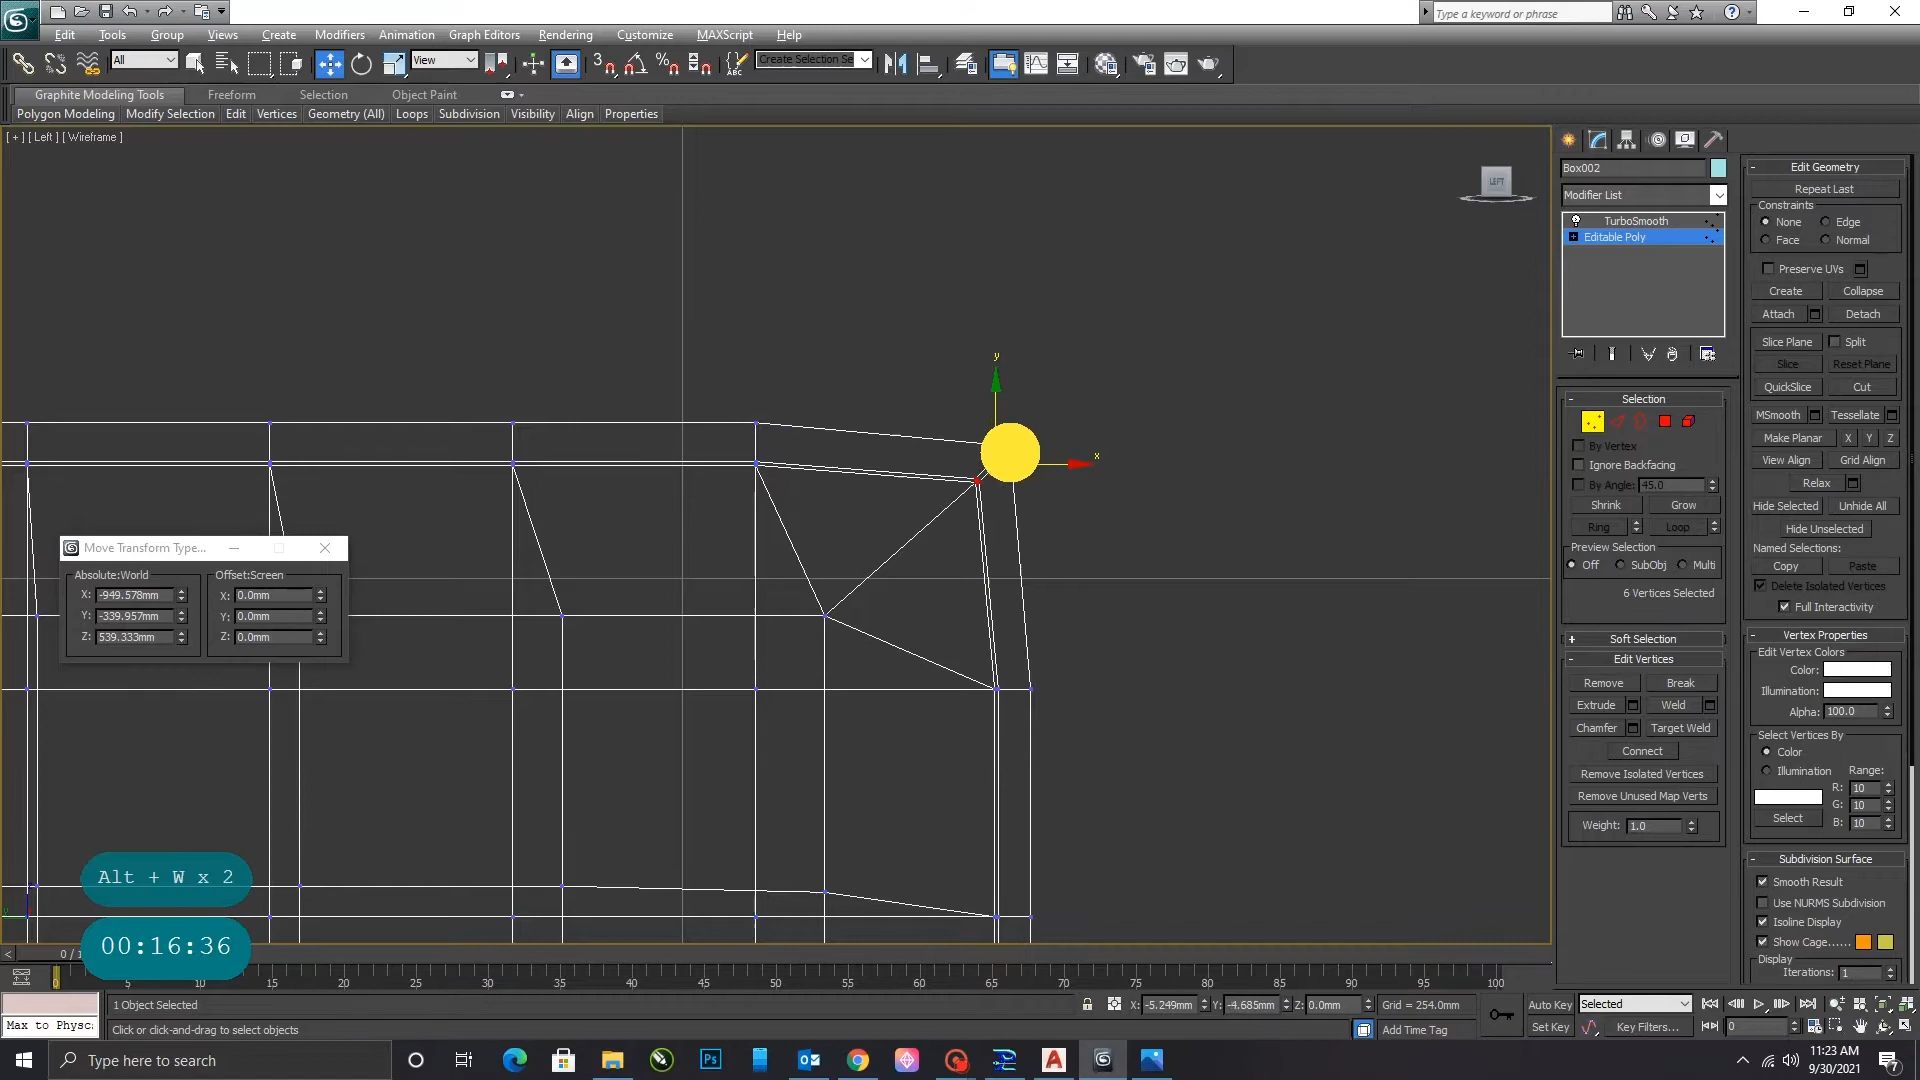 Type a keyword or phrase
Edit Tools Group Views Create Modifiers Animation Graph Editors Rendering Customize MAXScript Help
All View 3 Create Selection Se
Graphite Modeling Tools Freeform Selection Object Paint
Polygon Modeling Modify Selection Edit Vertices Geometry (All) Loops Subdivision Visibility Align Properties
[ + ] [ Left ] [ Wireframe ]
LEFT
y
x
Move Transform Type...
Absolute:World Offset:Screen
X: -949.578mm X: 0.0mm
Y: -339.957mm Y: 0.0mm
Z: 539.333mm Z: 0.0mm
Alt + W x 2
00:16:36
Box002
Modifier List
TurboSmooth
Editable Poly
Selection
By Vertex
Ignore Backfacing
By Angle: 45.0
Shrink Grow
Ring Loop
Preview Selection
Off SubObj Multi
6 Vertices Selected
Soft Selection
Edit Vertices
Remove Break
Extrude Weld
Chamfer Target Weld
Connect
Remove Isolated Vertices
Remove Unused Map Verts
Weight: 1.0
Edit Geometry
Repeat Last
Constraints
None Edge
Face Normal
Preserve UVs
Create Collapse
Attach Detach
Slice Plane Split
Slice Reset Plane
QuickSlice Cut
MSmooth Tessellate
Make Planar X Y Z
View Align Grid Align
Relax
Hide Selected Unhide All
Hide Unselected
Named Selections:
Copy Paste
Delete Isolated Vertices
Full Interactivity
Vertex Properties
Edit Vertex Colors
Color:
Illumination:
Alpha: 100.0
Select Vertices By
Color
Illumination Range:
R: 10
G: 10
B: 10
Select
Subdivision Surface
Smooth Result
Use NURMS Subdivision
Isoline Display
Show Cage......
Display
Iterations: 1
0 / 1
0 5 10 15 20 25 30 35 40 45 50 55 60 65 70 75 80 85 90 95 100
1 Object Selected X: -5.249mm Y: -4.685mm Z: 0.0mm Grid = 254.0mm Auto Key Selected
Max to Physc: Click or click-and-drag to select objects Add Time Tag Set Key Key Filters... 0
Type here to search
11:23 AM
9/30/2021
7